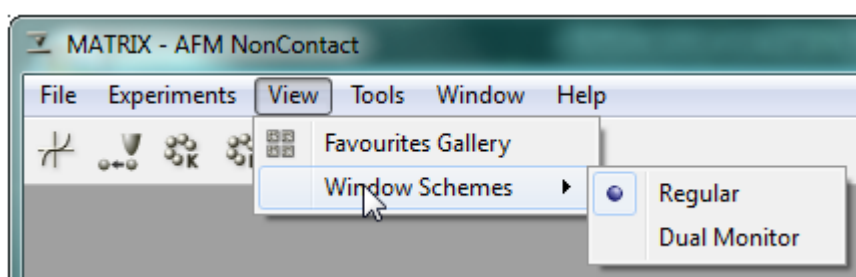 MATRIX - AFM NonContact
File Experiments View Tools Window Help
K
Favourites Gallery
Window Schemes
Regular
Dual Monitor